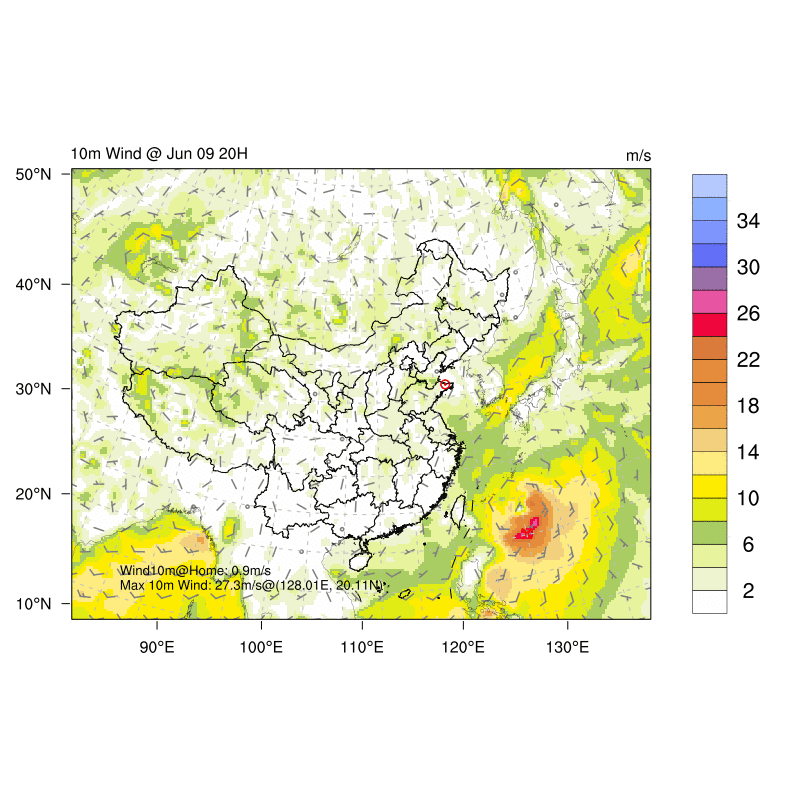 10m Wind @ Jun 09 20H
m/s
50°N
40°N
30°N
20°N
10°N
Wind10m@Home: 0.9m/s
Max 10m Wind: 27.3m/s@(128.01E, 20.11N)
90°E 100°E 110°E 120°E 130°E
34
30
26
22
18
14
10
6
2